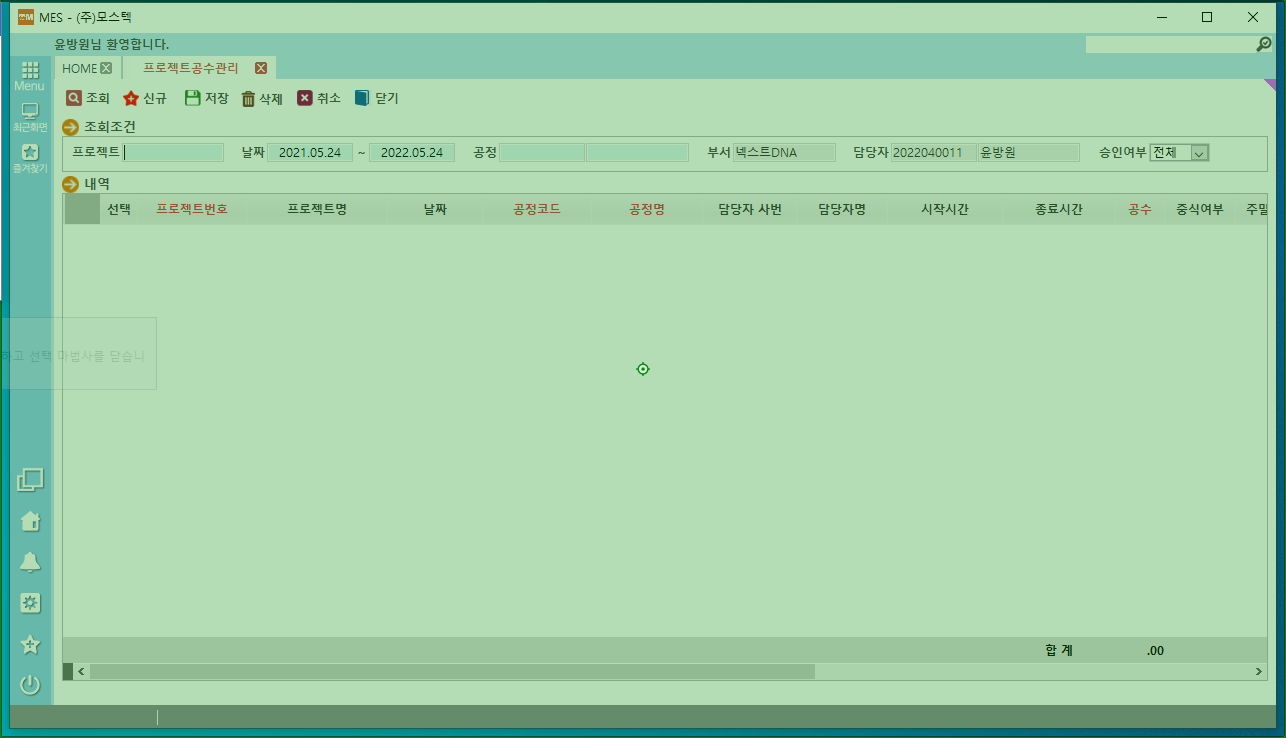 MES - (주)모스텍
윤방원님 환영합니다.
Menu
최근화면
즐겨찾기
HOME 프로젝트공수관리
조회 신규 저장 삭제 취소 닫기
조회조건
프로젝트 날짜 2021.05.24 ~ 2022.05.24 공정 부서 넥스트DNA 담당자 2022040011 윤방원 승인여부 전체
내역
선택 프로젝트번호 프로젝트명 날짜 공정코드 공정명 담당자 사번 담당자명 시작시간 종료시간 공수 중식여부 주말
하고 선택 마법사를 닫습니
합 계 .00